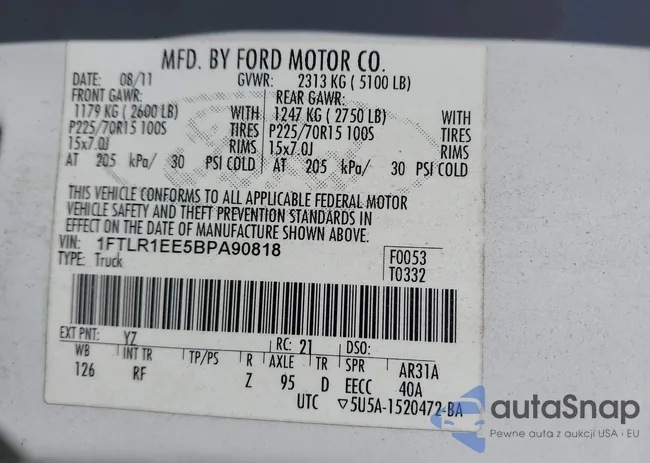 MFD. BY FORD MOTOR CO.
DATE: 08/11 GVWR: 2313 KG ( 5100 LB)
FRONT GAWR: REAR GAWR:
1179 KG ( 2600 LB) WITH 1247 KG ( 2750 LB) WITH
P225/70R15 100S TIRES P225/70R15 100S TIRES
15x7.0J RIMS 15x7.0J RIMS
AT 205 kPa/ 30 PSI COLD AT 205 kPa/ 30 PSI COLD
THIS VEHICLE CONFORMS TO ALL APPLICABLE FEDERAL MOTOR
VEHICLE SAFETY AND THEFT PREVENTION STANDARDS IN
EFFECT ON THE DATE OF MANUFACTURE SHOWN ABOVE.
VIN: 1FTLR1EE5BPA90818 F0053
TYPE: Truck T0332
EXT PNT: YZ RC: 21 DSO:
WB INT TR TP/PS R AXLE TR SPR AR31A
126 RF Z 95 D EECC 40A
UTC ▽5U5A-1520472-BA
autaSnap
Pewne auta z aukcji USA i EU